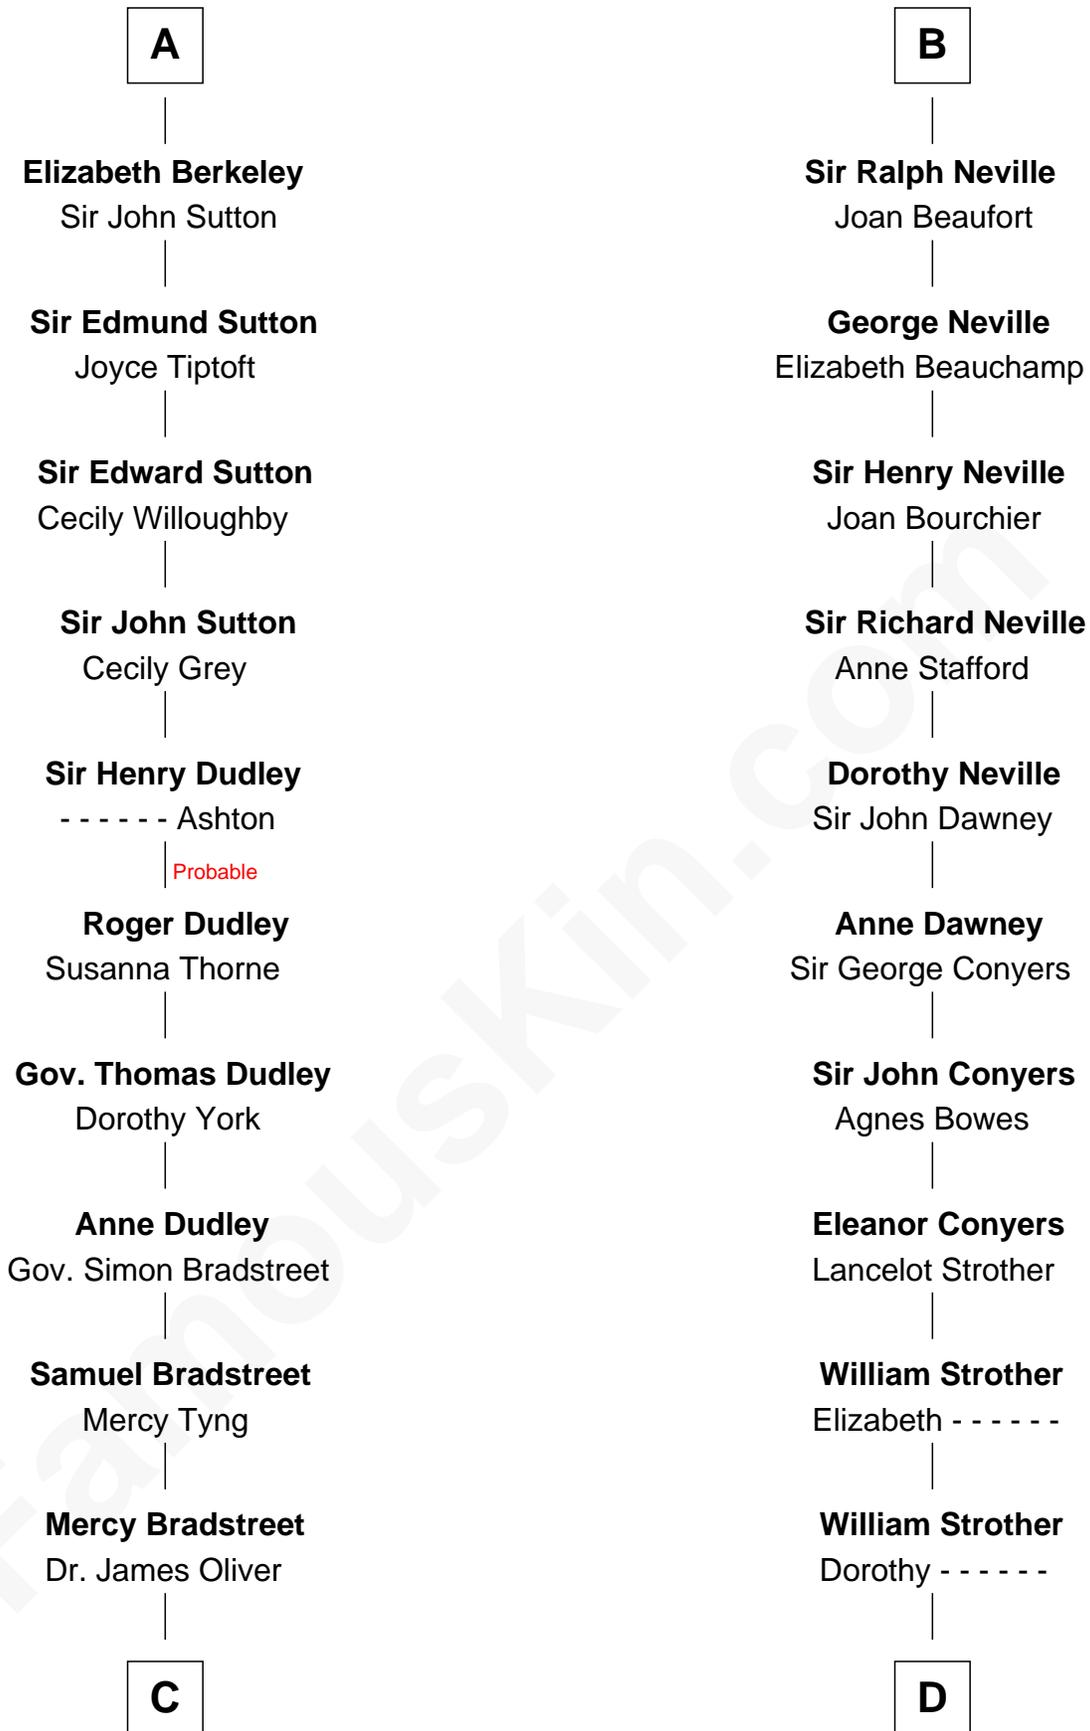 A
Elizabeth Berkeley
Sir John Sutton
Sir Edmund Sutton
Joyce Tiptoft
Sir Edward Sutton
Cecily Willoughby
Sir John Sutton
Cecily Grey
Sir Henry Dudley
- - - - - - Ashton
Probable
Roger Dudley
Susanna Thorne
Gov. Thomas Dudley
Dorothy York
Anne Dudley
Gov. Simon Bradstreet
Samuel Bradstreet
Mercy Tyng
Mercy Bradstreet
Dr. James Oliver
C
B
Sir Ralph Neville
Joan Beaufort
George Neville
Elizabeth Beauchamp
Sir Henry Neville
Joan Bourchier
Sir Richard Neville
Anne Stafford
Dorothy Neville
Sir John Dawney
Anne Dawney
Sir George Conyers
Sir John Conyers
Agnes Bowes
Eleanor Conyers
Lancelot Strother
William Strother
Elizabeth - - - - - -
William Strother
Dorothy - - - - - -
D
FamousKin.com